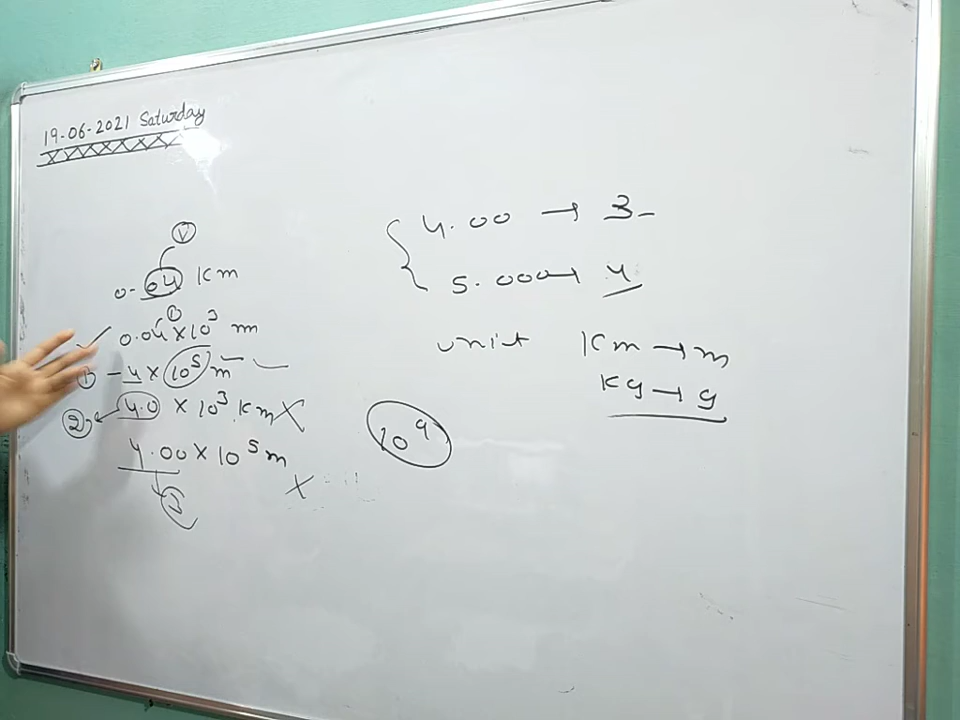 19-06-2021 Saturday
①
0.04 Km
①
0.04 × 10³ m
① - 4 × 10⁵ m
② 4.0 × 10³ Km X
4.00 × 10⁵ m
X
③
4.00 → 3
5.000 → 4
unit Km → m
Kg → g
10⁹